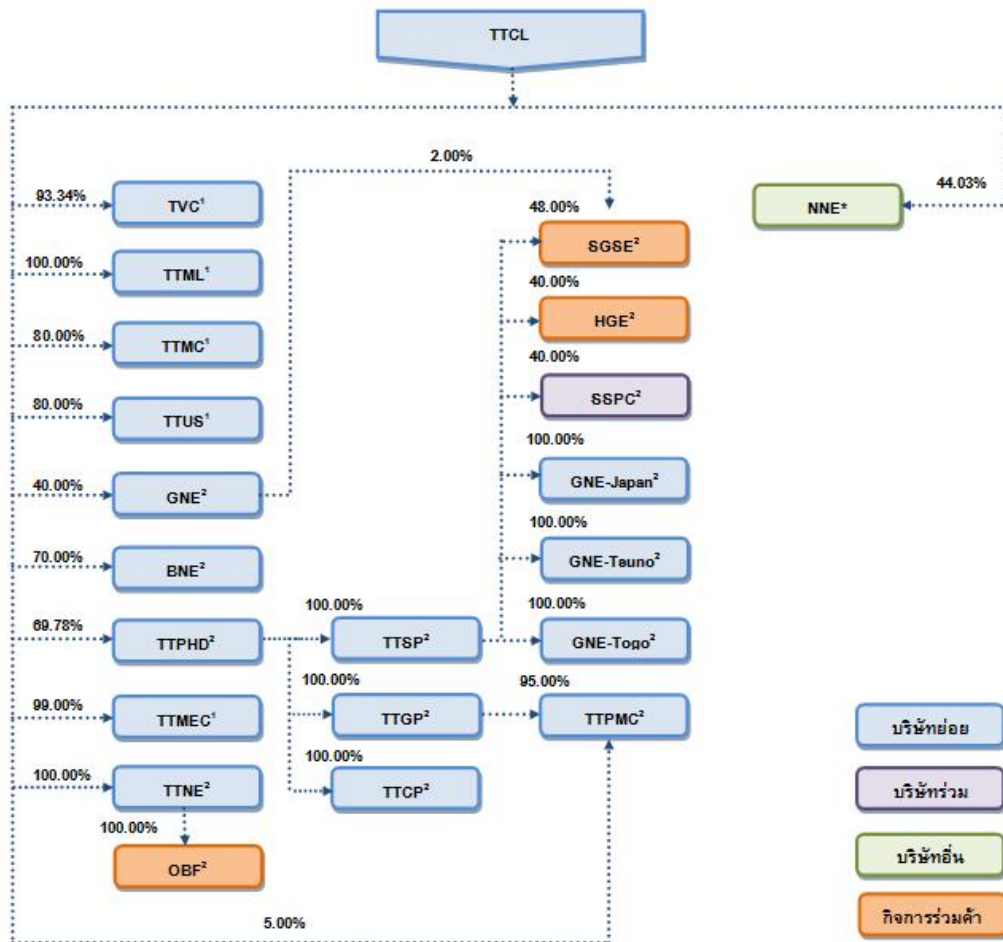 TTCL
2.00%
93.34%
TVC¹
100.00%
TTML¹
80.00%
TTMC¹
80.00%
TTUS¹
40.00%
GNE²
70.00%
BNE²
69.78%
TTPHD²
99.00%
TTMEC¹
100.00%
TTNE²
100.00%
OBF²
5.00%
100.00%
TTSP²
100.00%
TTGP²
100.00%
TTCP²
48.00%
SGSE²
40.00%
HGE²
40.00%
SSPC²
100.00%
GNE-Japan²
100.00%
GNE-Tsuno²
100.00%
GNE-Togo²
95.00%
TTPMC²
44.03%
NNE*
บริษัทย่อย
บริษัทร่วม
บริษัทอื่น
กิจการร่วมค้า